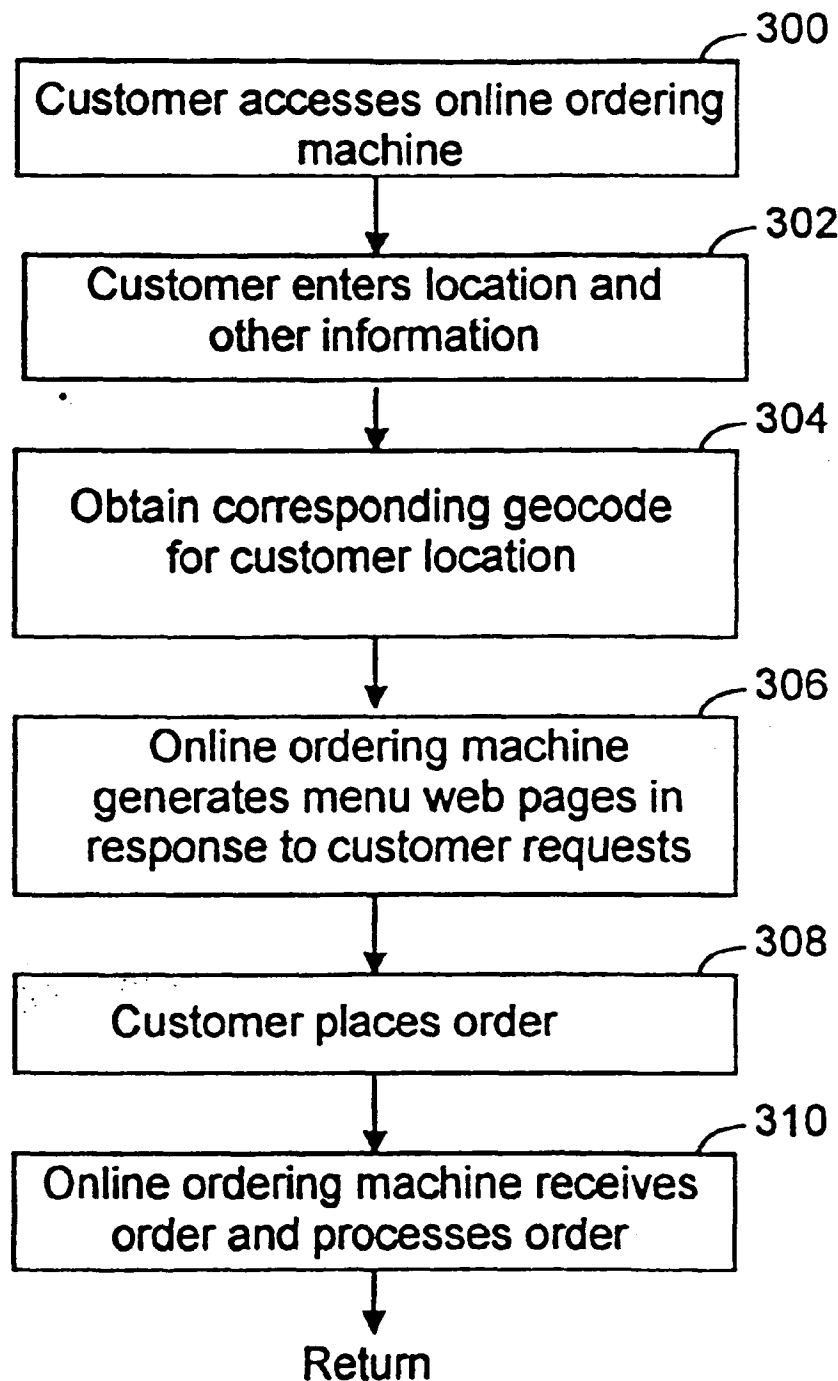 300
Customer accesses online ordering
machine
302
Customer enters location and
other information
304
Obtain corresponding geocode
for customer location
306
Online ordering machine
generates menu web pages in
response to customer requests
308
Customer places order
310
Online ordering machine receives
order and processes order
Return